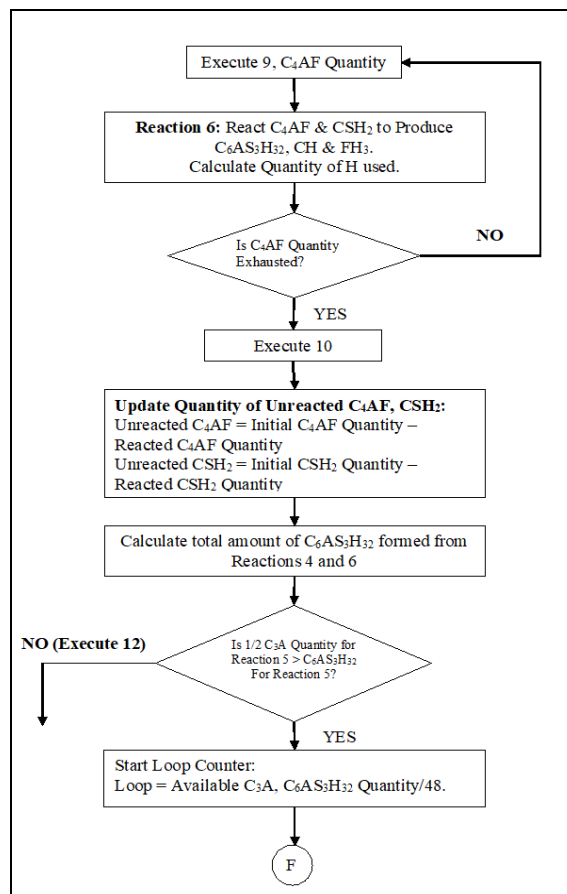 Execute 9, C₄AF Quantity
Reaction 6: React C₄AF & CSH₂ to Produce
C₆AS₃H₃₂, CH & FH₃.
Calculate Quantity of H used.
Is C₄AF Quantity
Exhausted?
NO
YES
Execute 10
Update Quantity of Unreacted C₄AF, CSH₂:
Unreacted C₄AF = Initial C₄AF Quantity –
Reacted C₄AF Quantity
Unreacted CSH₂ = Initial CSH₂ Quantity –
Reacted CSH₂ Quantity
Calculate total amount of C₆AS₃H₃₂ formed from
Reactions 4 and 6
NO (Execute 12)
Is 1/2 C₃A Quantity for
Reaction 5 > C₆AS₃H₃₂
For Reaction 5?
YES
Start Loop Counter:
Loop = Available C₃A, C₆AS₃H₃₂ Quantity/48.
F